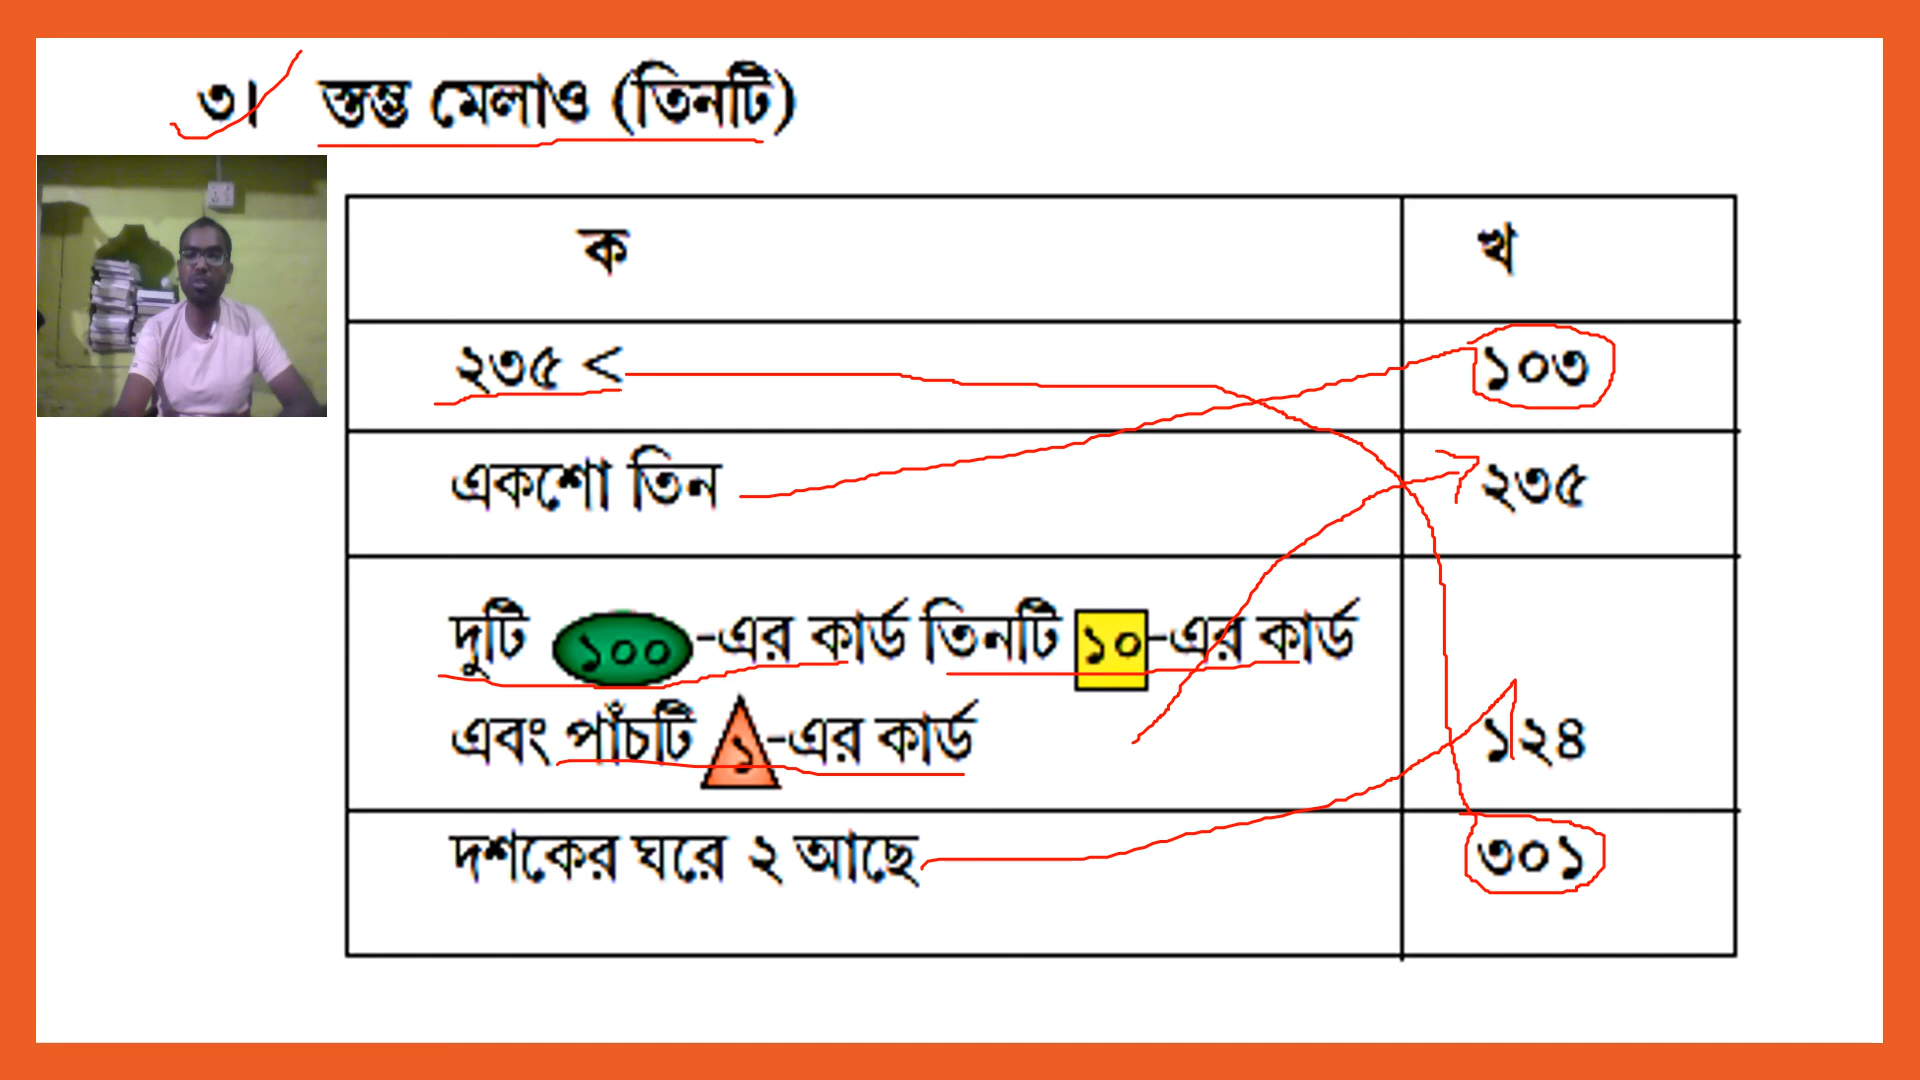 ৩। স্তম্ভ মেলাও (তিনটি)
ক খ
২৩৫ < ১০৩
একশো তিন ২৩৫
দুটি ১০০-এর কার্ড তিনটি ১০-এর কার্ড
এবং পাঁচটি ১-এর কার্ড ১২৪
দশকের ঘরে ২ আছে ৩০১